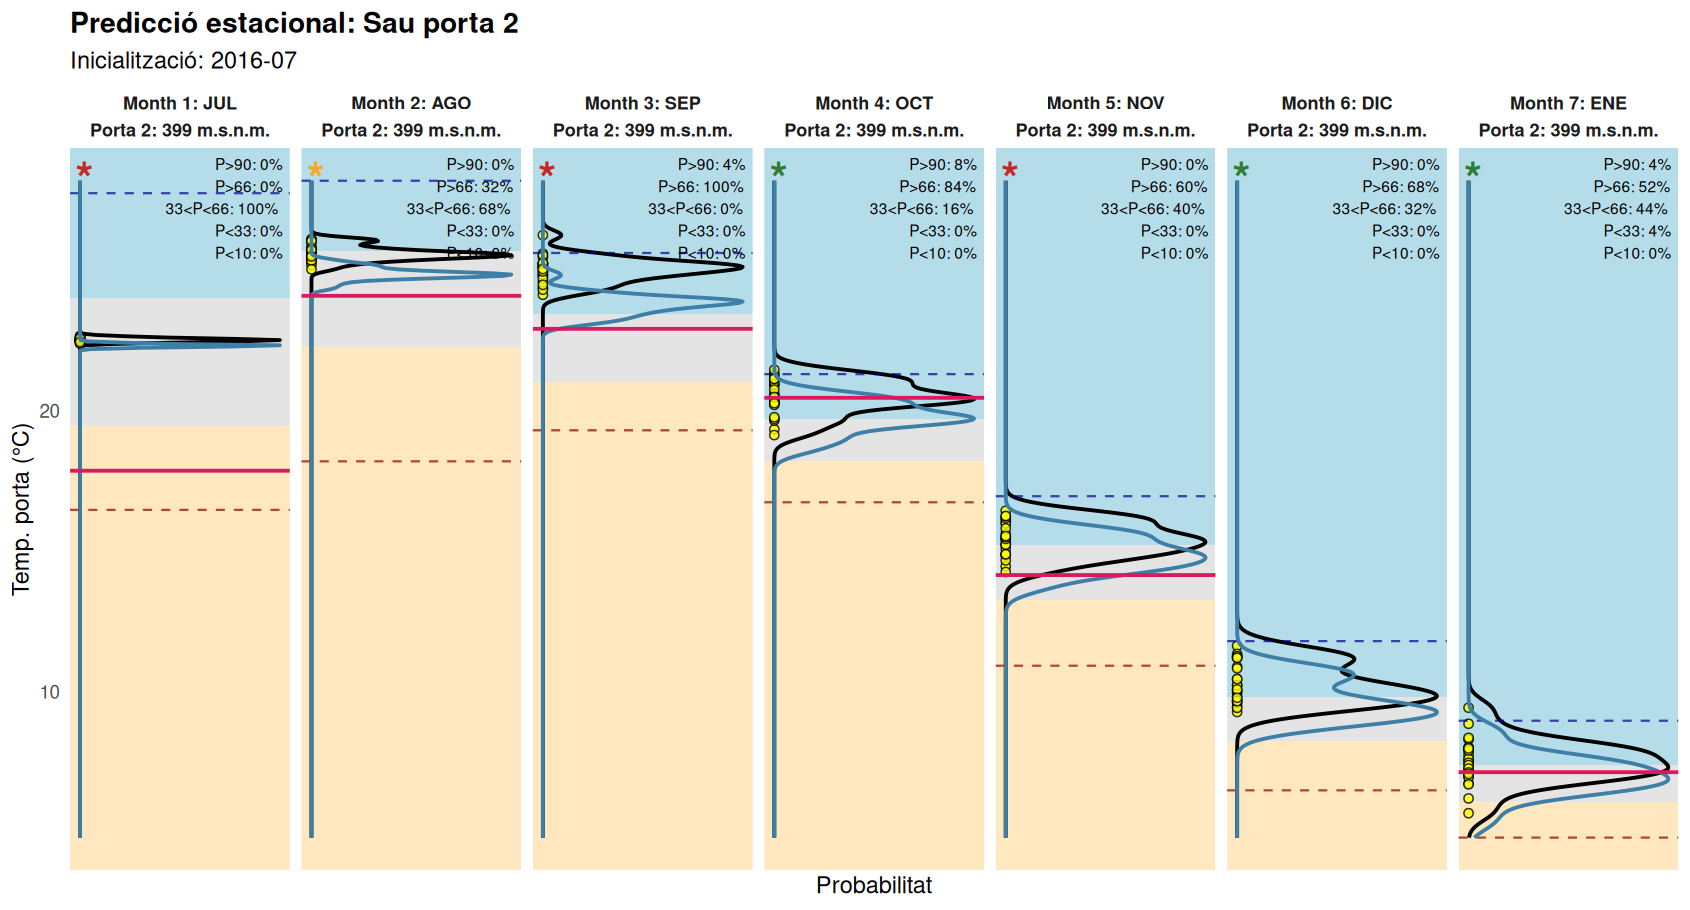 Predicció estacional: Sau porta 2
Inicialització: 2016-07
Month 1: JUL
Porta 2: 399 m.s.n.m.
Month 2: AGO
Porta 2: 399 m.s.n.m.
Month 3: SEP
Porta 2: 399 m.s.n.m.
Month 4: OCT
Porta 2: 399 m.s.n.m.
Month 5: NOV
Porta 2: 399 m.s.n.m.
Month 6: DIC
Porta 2: 399 m.s.n.m.
Month 7: ENE
Porta 2: 399 m.s.n.m.
*
P>90: 0%
P>66: 0%
33<P<66: 100%
P<33: 0%
P<10: 0%
*
P>90: 0%
P>66: 32%
33<P<66: 68%
P<33: 0%
P<10: 0%
*
P>90: 4%
P>66: 100%
33<P<66: 0%
P<33: 0%
P<10: 0%
*
P>90: 8%
P>66: 84%
33<P<66: 16%
P<33: 0%
P<10: 0%
*
P>90: 0%
P>66: 60%
33<P<66: 40%
P<33: 0%
P<10: 0%
*
P>90: 0%
P>66: 68%
33<P<66: 32%
P<33: 0%
P<10: 0%
*
P>90: 4%
P>66: 52%
33<P<66: 44%
P<33: 4%
P<10: 0%
20
10
Temp. porta (°C)
Probabilitat